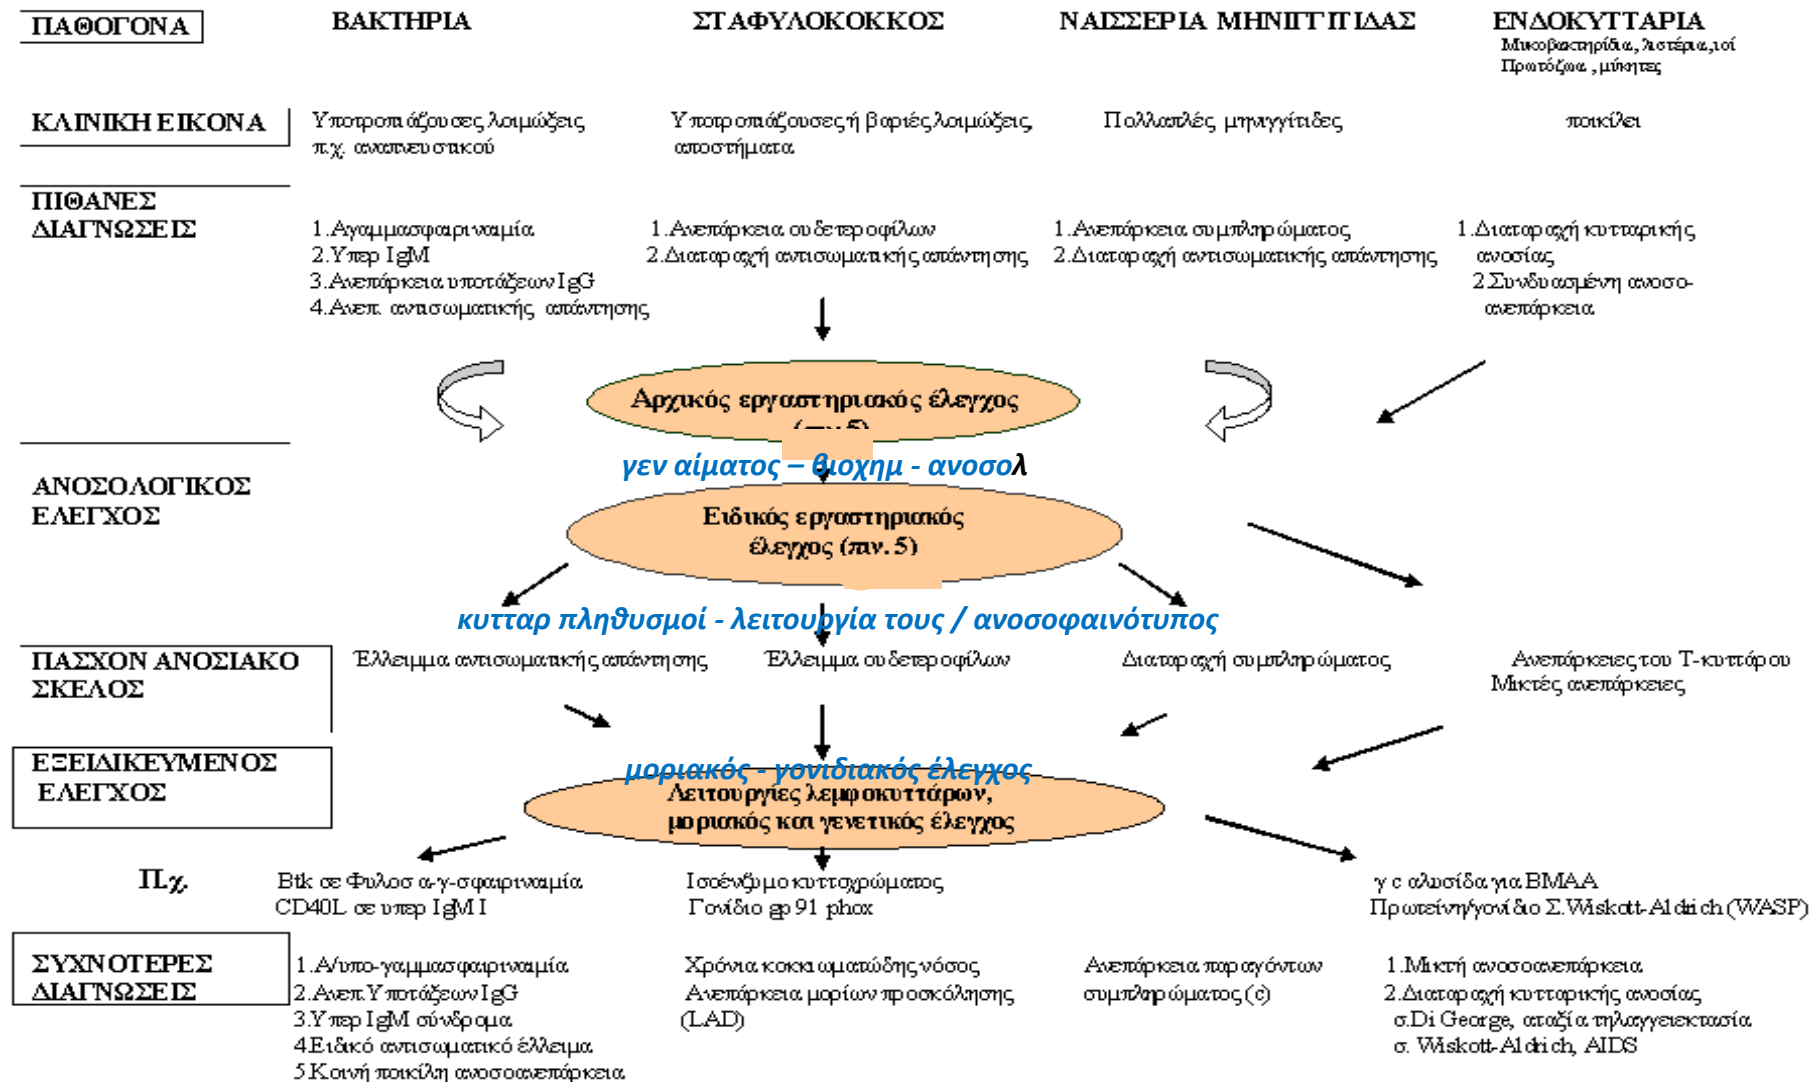 ΠΑΘΟΓΟΝΑ
ΒΑΚΤΗΡΙΑ
ΣΤΑΦΥΛΟΚΟΚΚΟΣ
ΝΑΙΣΣΕΡΙΑ ΜΗΝΙΓΓΙΤΙΔΑΣ
ΕΝΔΟΚΥΤΤΑΡΙΑ
Μυκοβακτηρίδια, λιστέρια, ιοί
Πρωτόζωα, μύκητες
ΚΛΙΝΙΚΗ ΕΙΚΟΝΑ
Υποτροπιάζουσες λοιμώξεις
π.χ. αναπνευστικού
Υποτροπιάζουσες ή βαριές λοιμώξεις,
αποστήματα
Πολλαπλές μηνιγγίτιδες
ποικίλει
ΠΙΘΑΝΕΣ
ΔΙΑΓΝΩΣΕΙΣ
1.Αγαμμασφαιριναιμία
2.Υπερ IgM
3.Ανεπάρκεια υποτάξεων IgG
4.Ανεπ. αντισωματικής απάντησης
1.Ανεπάρκεια ουδετεροφίλων
2.Διαταραχή αντισωματικής απάντησης
1.Ανεπάρκεια συμπληρώματος
2.Διαταραχή αντισωματικής απάντησης
1.Διαταραχή κυτταρικής
ανοσίας
2.Συνδυασμένη ανοσο-
ανεπάρκεια
Αρχικός εργαστηριακός έλεγχος
(πιν.5)
γεν αίματος – βιοχημ - ανοσολ
ΑΝΟΣΟΛΟΓΙΚΟΣ
ΕΛΕΓΧΟΣ
Ειδικός εργαστηριακός
έλεγχος (πιν. 5)
κυτταρ πληθυσμοί - λειτουργία τους / ανοσοφαινότυπος
ΠΑΣΧΟΝ ΑΝΟΣΙΑΚΟ
ΣΚΕΛΟΣ
Έλλειμμα αντισωματικής απάντησης
Έλλειμμα ουδετεροφίλων
Διαταραχή συμπληρώματος
Ανεπάρκειες του Τ-κυττάρου
Μικτές ανεπάρκειες
ΕΞΕΙΔΙΚΕΥΜΕΝΟΣ
ΕΛΕΓΧΟΣ
μοριακός - γονιδιακός έλεγχος
Λειτουργίες λεμφοκυττάρων,
μοριακός και γενετικός έλεγχος
Π.χ.
Btk σε Φυλοσ α-γ-σφαιριναιμία
CD40L σε υπερ IgM I
Ισοένζυμο κυττοχρώματος
Γονίδιο gp 91 phox
γ c αλυσίδα για ΒΜΑΑ
Πρωτείνη/γονίδιο Σ.Wiskott-Aldrich (WASP)
ΣΥΧΝΟΤΕΡΕΣ
ΔΙΑΓΝΩΣΕΙΣ
1.Α/υπο-γαμμασφαιριναιμία
2.Ανεπ.Υποτάξεων IgG
3.Υπερ IgM σύνδρομα
4.Ειδικό αντισωματικό έλλειμα
5.Κοινή ποικίλη ανοσοανεπάρκεια
Χρόνια κοκκιωματώδης νόσος
Ανεπάρκεια μορίων προσκόλησης
(LAD)
Ανεπάρκεια παραγόντων
συμπληρώματος (c)
1.Μικτή ανοσοανεπάρκεια
2.Διαταραχή κυτταρικής ανοσίας
σ.Di George, αταξία τηλαγγειεκτασία
σ. Wiskott-Aldrich, AIDS